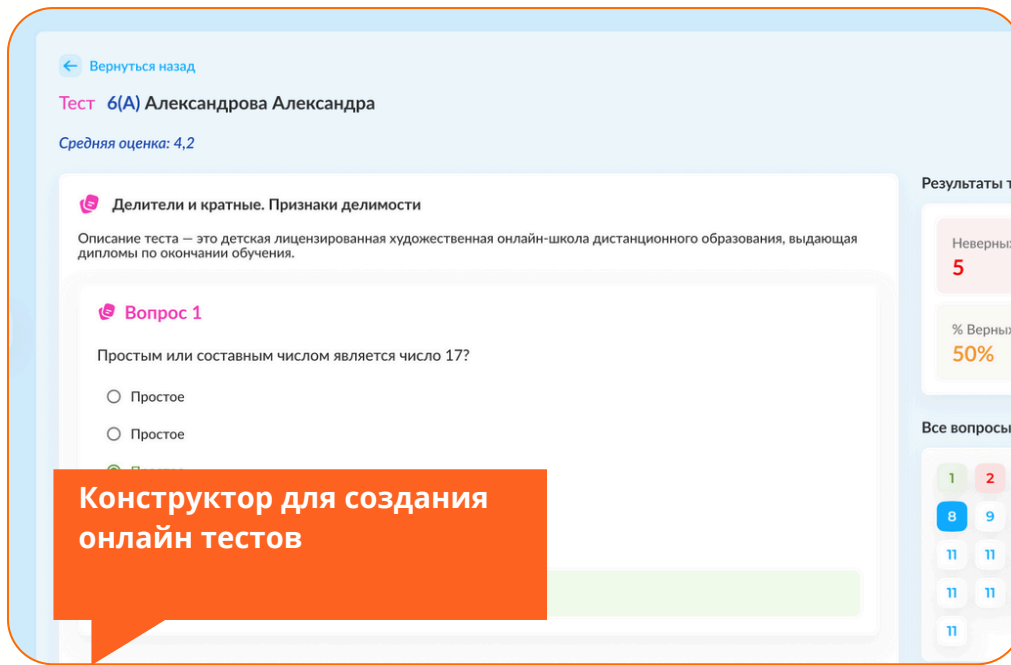 Вернуться назад
Тест 6(А) Александрова Александра
Средняя оценка: 4,2
Делители и кратные. Признаки делимости
Описание теста — это детская лицензированная художественная онлайн-школа дистанционного образования, выдающая
дипломы по окончании обучения.
Вопрос 1
Простым или составным числом является число 17?
Простое
Простое
Конструктор для создания
онлайн тестов
Результаты
Неверных
5
% Верных
50%
Все вопросы
1 2
8 9
11 11
11 11
11